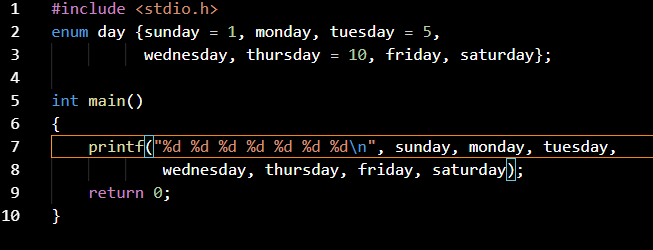 1 #include <stdio.h>
2 enum day {sunday = 1, monday, tuesday = 5,
3           wednesday, thursday = 10, friday, saturday};
4
5 int main()
6 {
7     printf("%d %d %d %d %d %d %d\n", sunday, monday, tuesday,
8             wednesday, thursday, friday, saturday);
9     return 0;
10 }